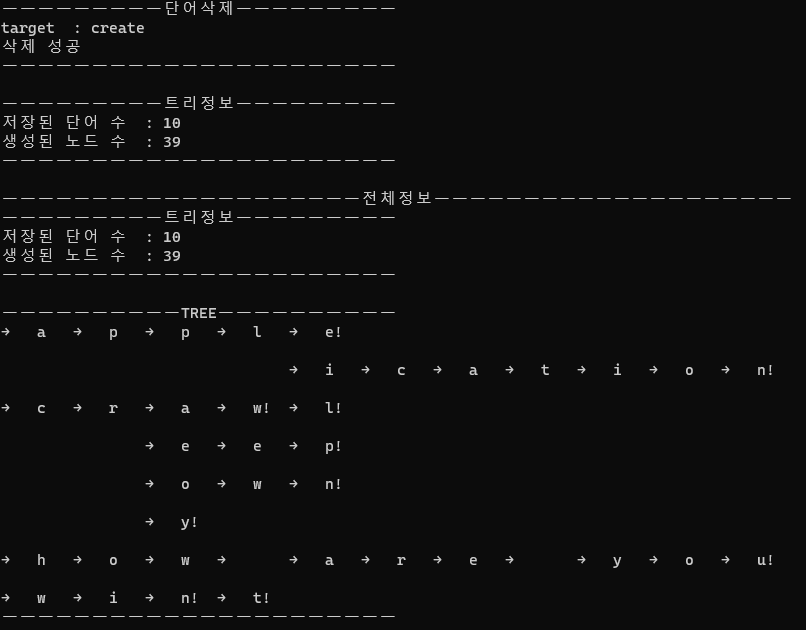 ─────────단어삭제─────────
target  : create
삭제 성공
──────────────────────

─────────트리정보─────────
저장된 단어 수  : 10
생성된 노드 수  : 39
──────────────────────

────────────────────전체정보────────────────────
─────────트리정보─────────
저장된 단어 수  : 10
생성된 노드 수  : 39
──────────────────────

──────────TREE──────────
→   a   →   p   →   p   →   l   →   e!
                                →   i   →   c   →   a   →   t   →   i   →   o   →   n!
→   c   →   r   →   a   →   w!  →   l!
                →   e   →   e   →   p!
                →   o   →   w   →   n!
                →   y!
→   h   →   o   →   w   →       →   a   →   r   →   e   →       →   y   →   o   →   u!
→   w   →   i   →   n!  →   t!
──────────────────────